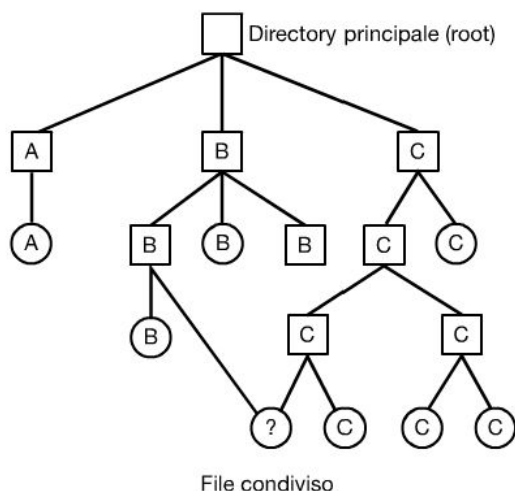 Directory principale (root)
A B C
A B B B C C
B C C
? C C C
File condiviso